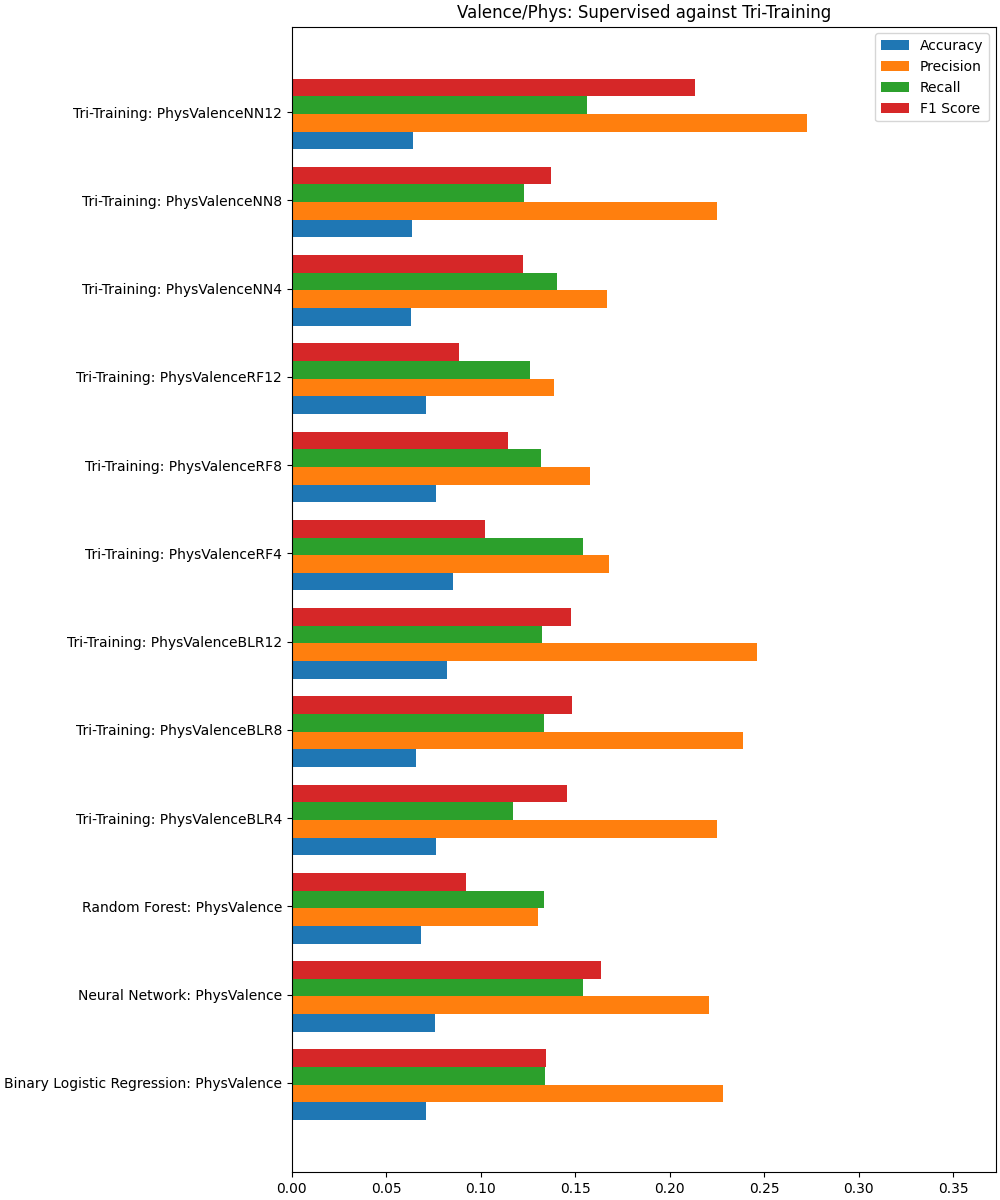 Valence/Phys: Supervised against Tri-Training
Accuracy
Precision
Recall
F1 Score
Tri-Training: PhysValenceNN12
Tri-Training: PhysValenceNN8
Tri-Training: PhysValenceNN4
Tri-Training: PhysValenceRF12
Tri-Training: PhysValenceRF8
Tri-Training: PhysValenceRF4
Tri-Training: PhysValenceBLR12
Tri-Training: PhysValenceBLR8
Tri-Training: PhysValenceBLR4
Random Forest: PhysValence
Neural Network: PhysValence
Binary Logistic Regression: PhysValence
0.00 0.05 0.10 0.15 0.20 0.25 0.30 0.35